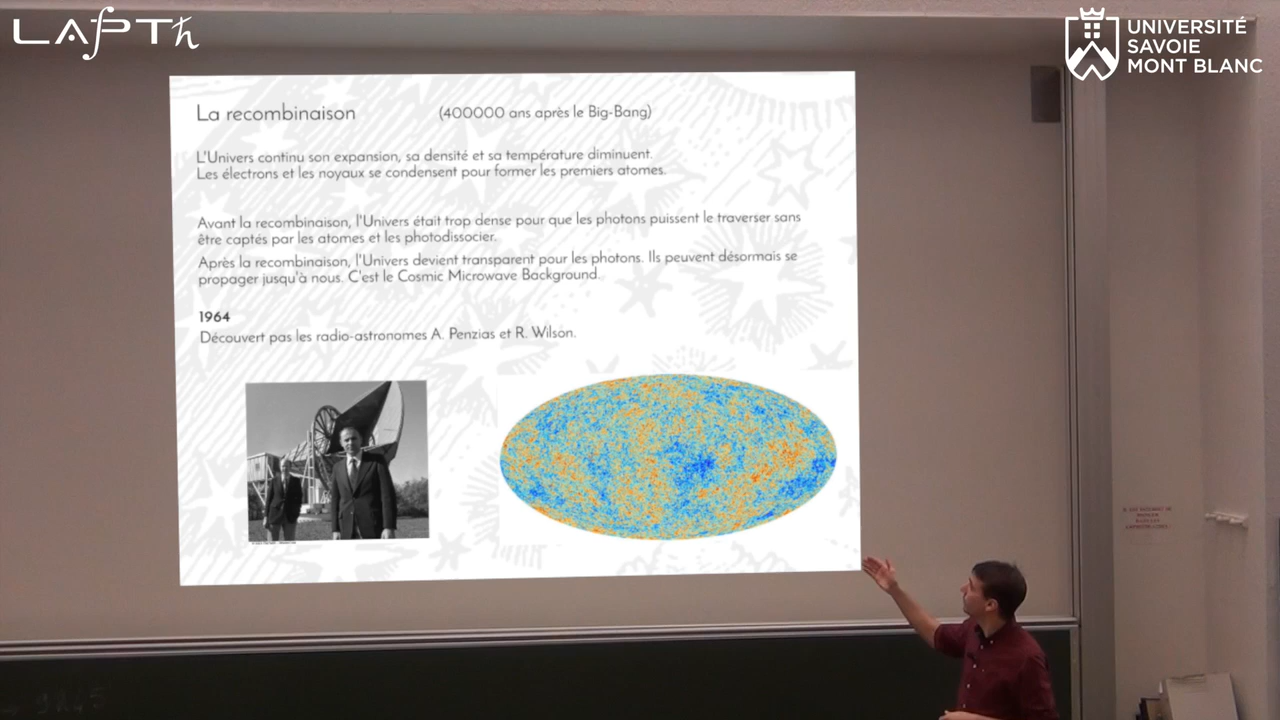 LAPTh
UNIVERSITÉ
SAVOIE
MONT BLANC
La recombinaison (400000 ans après le Big-Bang)
L'Univers continu son expansion, sa densité et sa température diminuent.
Les électrons et les noyaux se condensent pour former les premiers atomes.
Avant la recombinaison, l'Univers était trop dense pour que les photons puissent le traverser sans
être captés par les atomes et les photodissocier.
Après la recombinaison, l'Univers devient transparent pour les photons. Ils peuvent désormais se
propager jusqu'à nous. C'est le Cosmic Microwave Background.
1964
Découvert pas les radio-astronomes A. Penzias et R. Wilson.